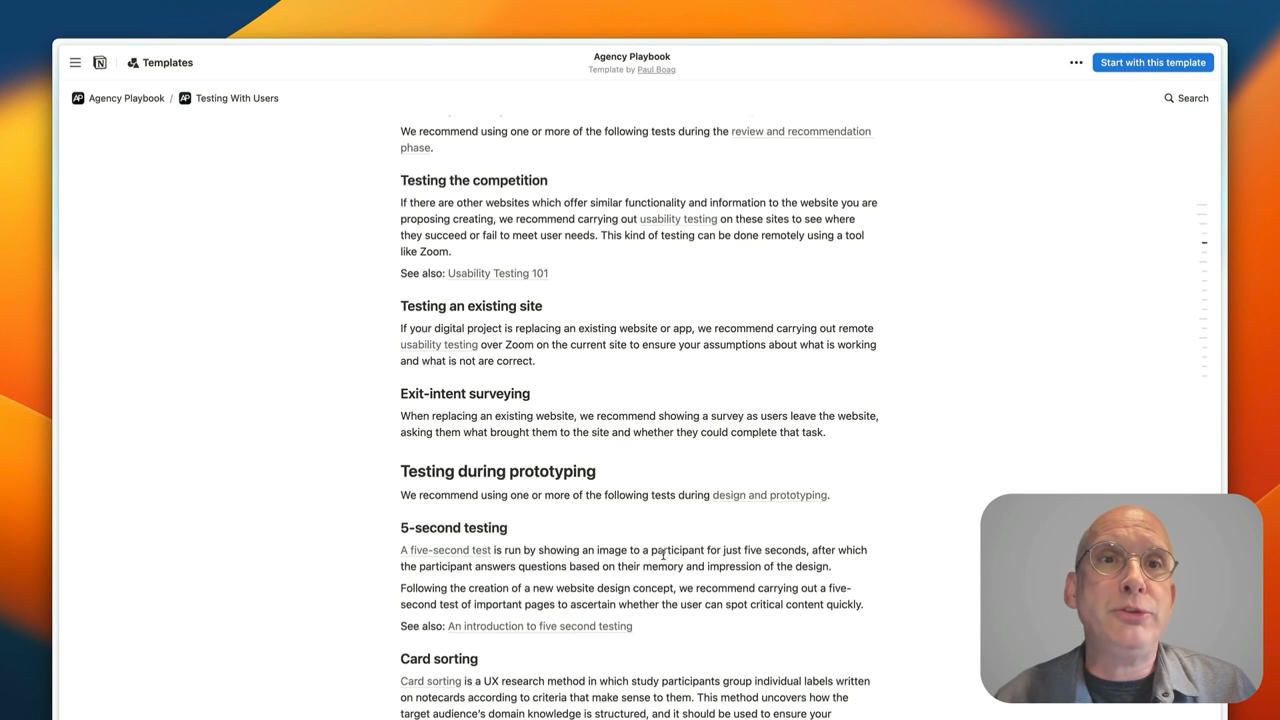 Agency Playbook
Template by Paul Boag
Templates
Start with this template
Agency Playbook / Testing With Users
Search
We recommend using one or more of the following tests during the review and recommendation
phase.
Testing the competition
If there are other websites which offer similar functionality and information to the website you are
proposing creating, we recommend carrying out usability testing on these sites to see where
they succeed or fail to meet user needs. This kind of testing can be done remotely using a tool
like Zoom.
See also: Usability Testing 101
Testing an existing site
If your digital project is replacing an existing website or app, we recommend carrying out remote
usability testing over Zoom on the current site to ensure your assumptions about what is working
and what is not are correct.
Exit-intent surveying
When replacing an existing website, we recommend showing a survey as users leave the website,
asking them what brought them to the site and whether they could complete that task.
Testing during prototyping
We recommend using one or more of the following tests during design and prototyping.
5-second testing
A five-second test is run by showing an image to a participant for just five seconds, after which
the participant answers questions based on their memory and impression of the design.
Following the creation of a new website design concept, we recommend carrying out a five-
second test of important pages to ascertain whether the user can spot critical content quickly.
See also: An introduction to five second testing
Card sorting
Card sorting is a UX research method in which study participants group individual labels written
on notecards according to criteria that make sense to them. This method uncovers how the
target audience's domain knowledge is structured, and it should be used to ensure your